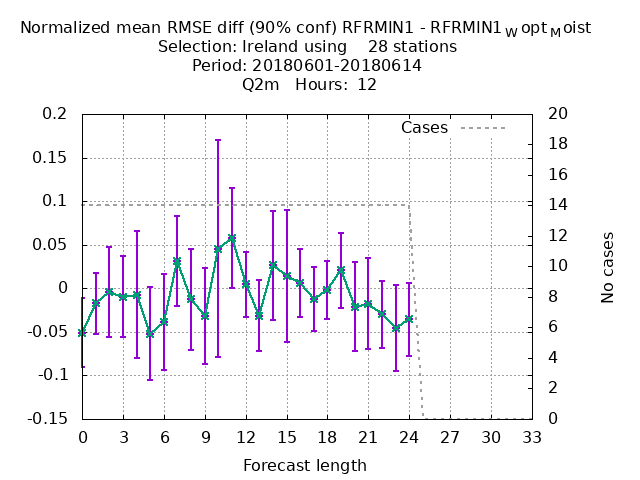 Normalized mean RMSE diff (90% conf) RFRMIN1 - RFRMIN1WoptMoist
Selection: Ireland using 28 stations
Period: 20180601-20180614
Q2m Hours: 12
Cases
0.2
0.15
0.1
0.05
0
-0.05
-0.1
-0.15
20
18
16
14
12
10
8
6
4
2
0
No cases
0 3 6 9 12 15 18 21 24 27 30 33
Forecast length